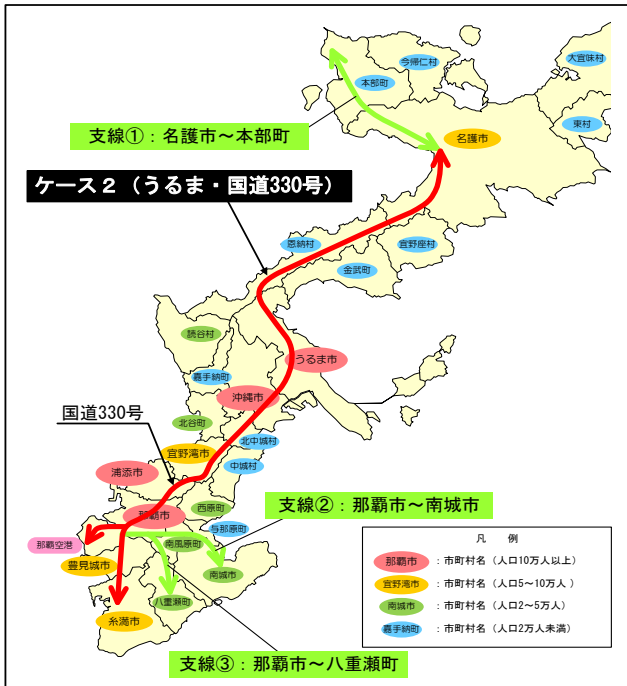 今帰仁村
大宜味村
本部町
東村
支線①：名護市～本部町
名護市
ケース２（うるま・国道330号）
恩納村
宜野座村
金武町
読谷村
うるま市
嘉手納町
沖縄市
国道330号
北谷町
北中城村
宜野湾市
中城村
浦添市
西原町
支線②：那覇市～南城市
那覇市
与那原町
那覇空港
南風原町
豊見城市
南城市
八重瀬町
糸満市
支線③：那覇市～八重瀬町
凡　例
那覇市 ：市町村名（人口10万人以上）
宜野湾市 ：市町村名（人口5～10万人）
南城市 ：市町村名（人口2～5万人）
嘉手納町 ：市町村名（人口2万人未満）